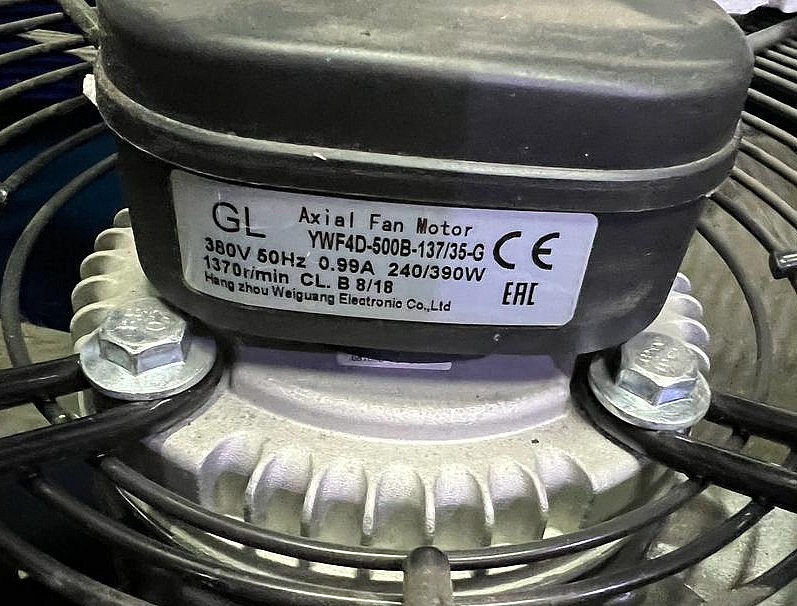 GL Axial Fan Motor
YWF4D-500B-137/35-G
380V 50Hz 0.99A 240/390W
1370r/min CL. B 8/18
Hang zhou Weiguang Electronic Co.,Ltd
CE
EAC